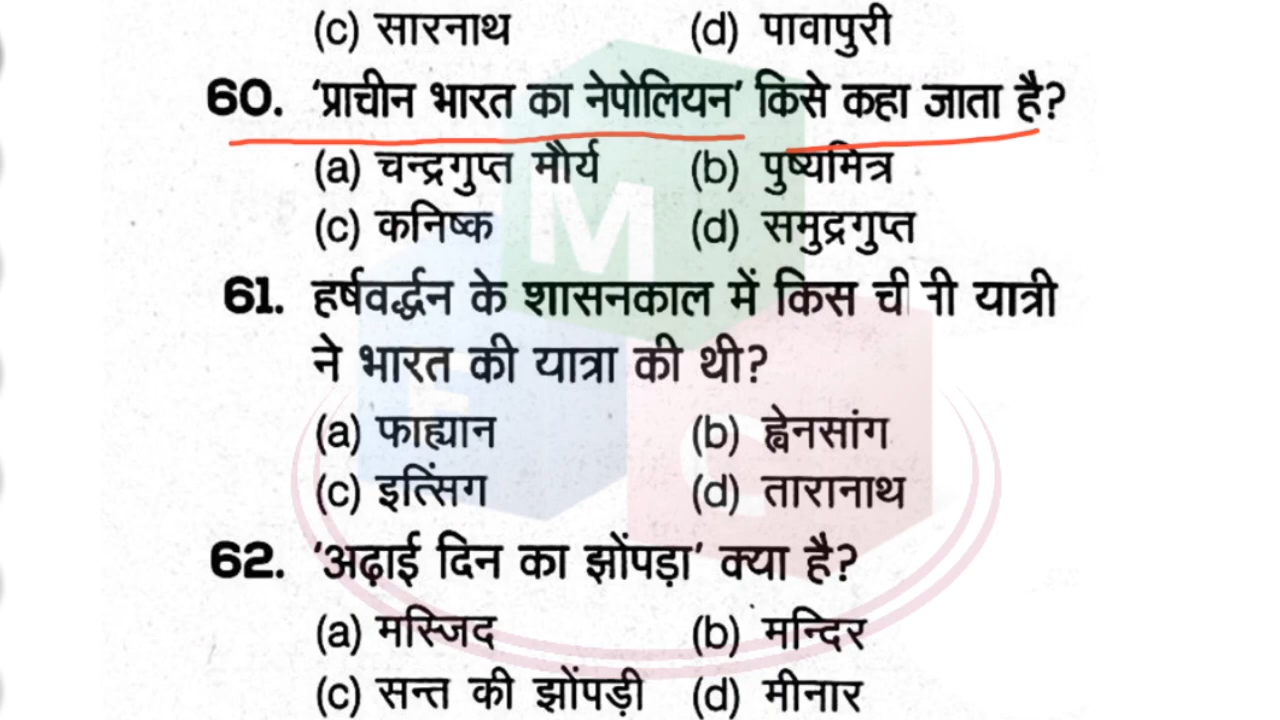 (c) सारनाथ (d) पावापुरी
60. ‘प्राचीन भारत का नेपोलियन’ किसे कहा जाता है?
(a) चन्द्रगुप्त मौर्य (b) पुष्यमित्र
(c) कनिष्क (d) समुद्रगुप्त
61. हर्षवर्द्धन के शासनकाल में किस चीनी यात्री
ने भारत की यात्रा की थी?
(a) फाह्यान (b) ह्वेनसांग
(c) इत्सिंग (d) तारानाथ
62. ‘अढ़ाई दिन का झोंपड़ा’ क्या है?
(a) मस्जिद (b) मन्दिर
(c) सन्त की झोंपड़ी (d) मीनार